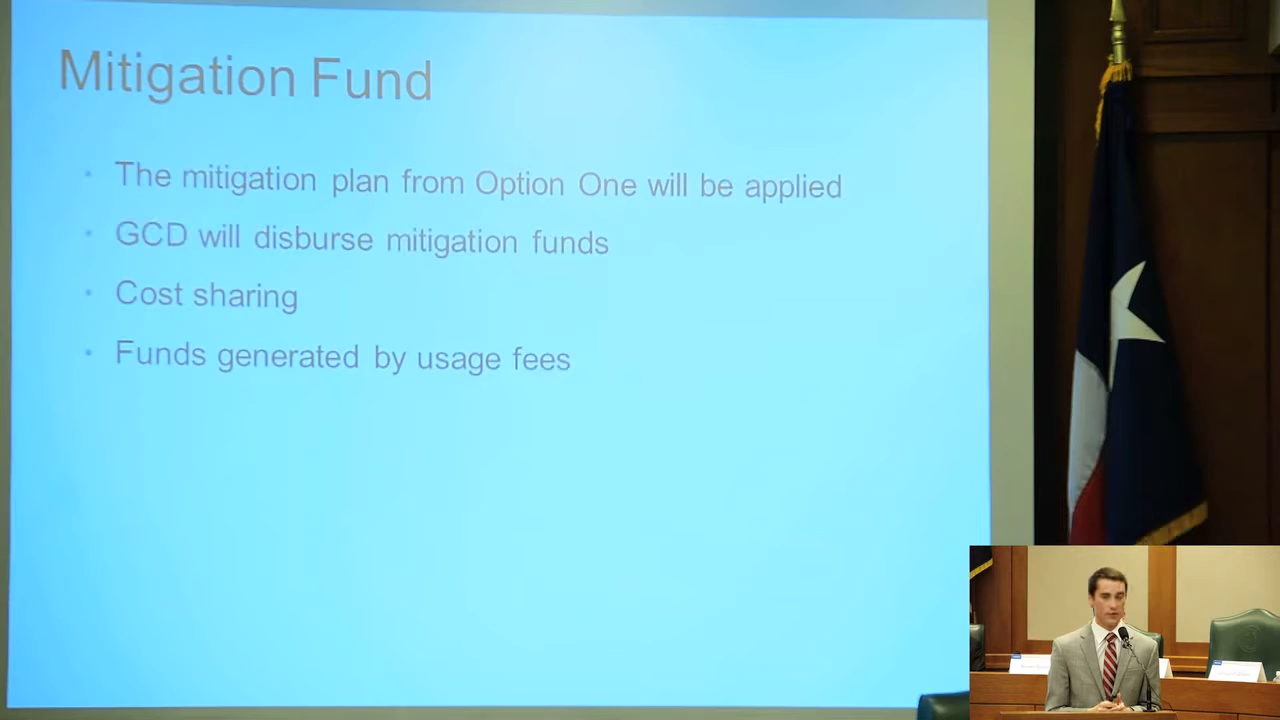 Mitigation Fund
The mitigation plan from Option One will be applied
GCD will disburse mitigation funds
Cost sharing
Funds generated by usage fees